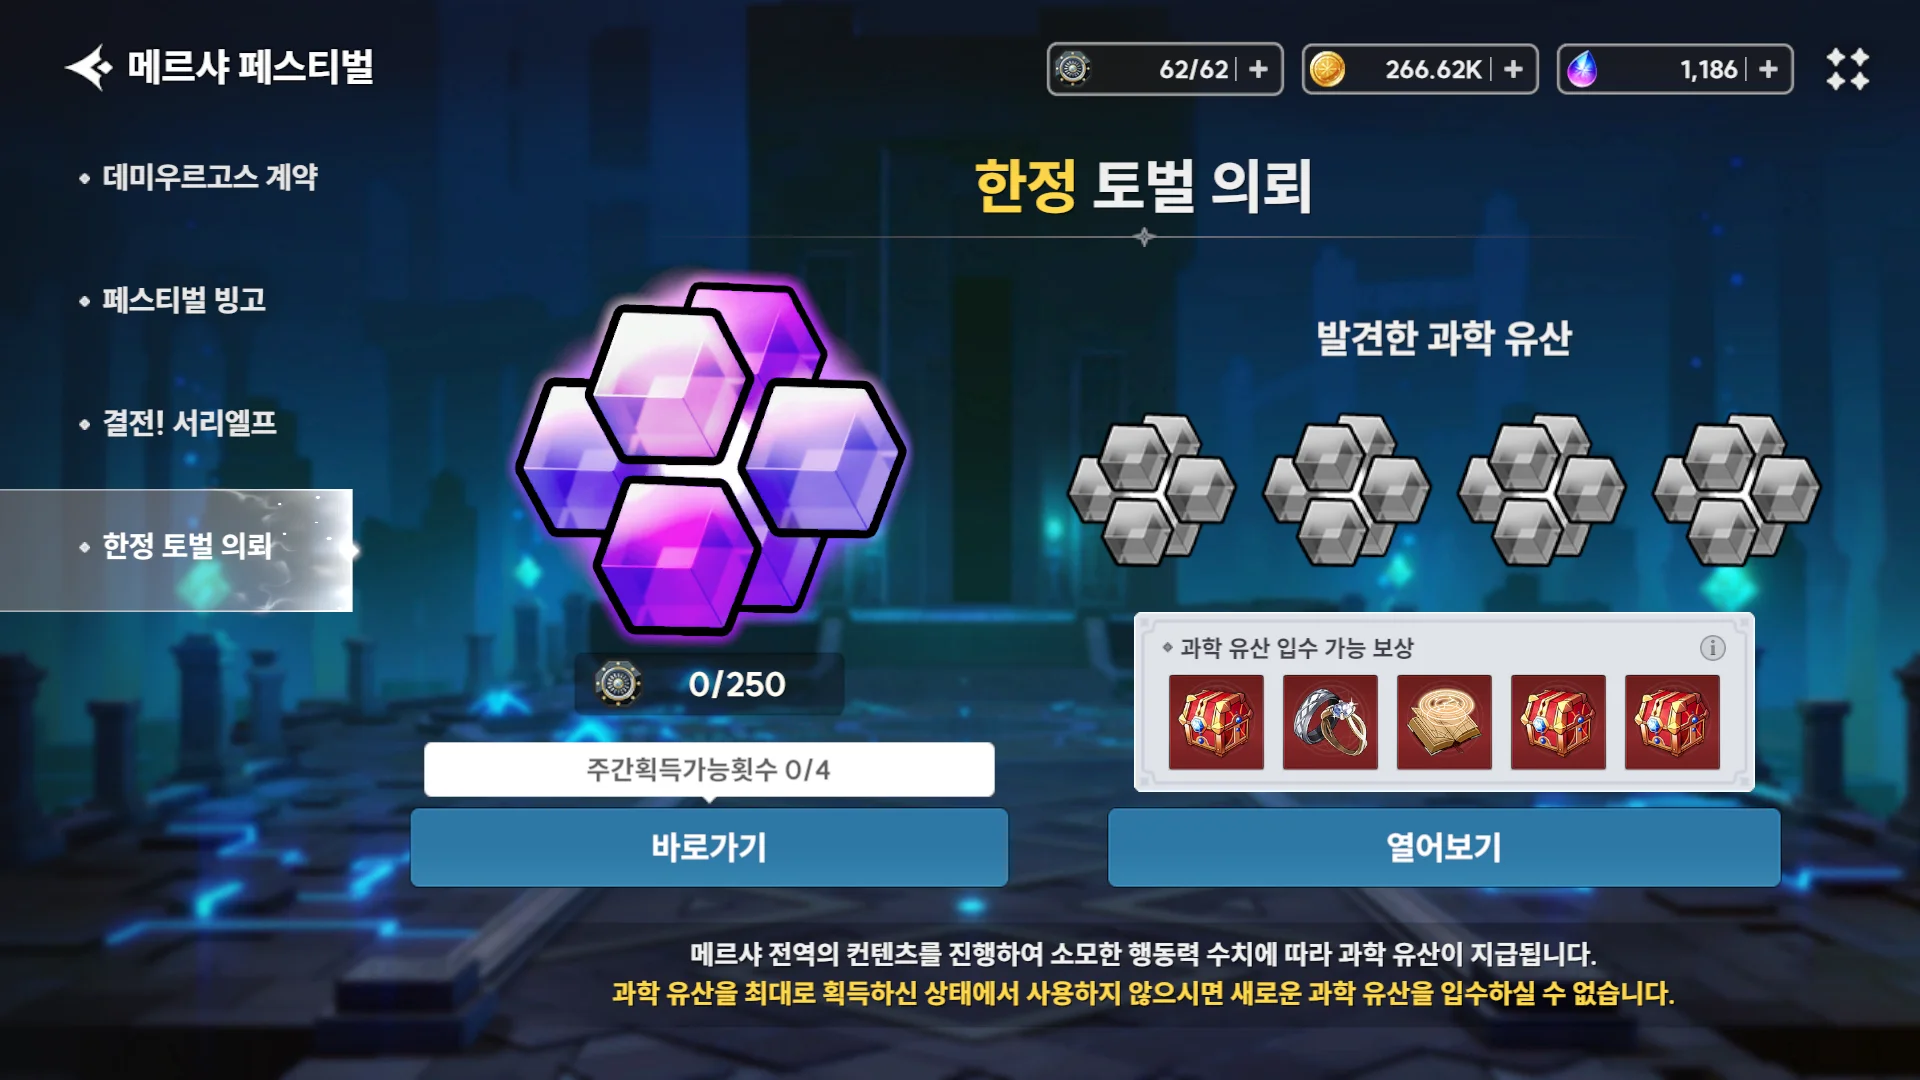 메르샤 페스티벌
62/62
266.62K
1,186
데미우르고스 계약
페스티벌 빙고
결전! 서리엘프
한정 토벌 의뢰
한정 토벌 의뢰
0/250
주간획득가능횟수 0/4
바로가기
발견한 과학 유산
과학 유산 입수 가능 보상
열어보기
메르샤 전역의 컨텐츠를 진행하여 소모한 행동력 수치에 따라 과학 유산이 지급됩니다.
과학 유산을 최대로 획득하신 상태에서 사용하지 않으시면 새로운 과학 유산을 입수하실 수 없습니다.